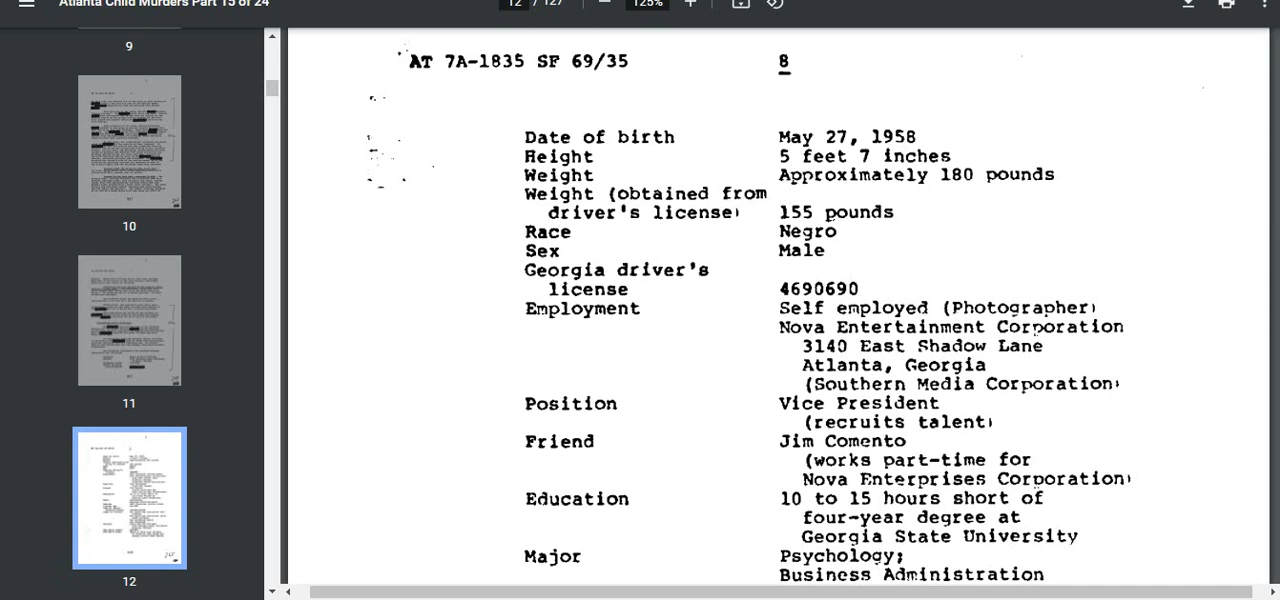 Atlanta Child Murders Part 15 of 24
12 / 127
125%
9
10
11
12
AT 7A-1835 SF 69/35 8
Date of birth May 27, 1958
Height 5 feet 7 inches
Weight Approximately 180 pounds
Weight (obtained from
driver's license) 155 pounds
Race Negro
Sex Male
Georgia driver's
license 4690690
Employment Self employed (Photographer)
Nova Entertainment Corporation
3140 East Shadow Lane
Atlanta, Georgia
(Southern Media Corporation)
Position Vice President
(recruits talent)
Friend Jim Comento
(works part-time for
Nova Enterprises Corporation)
Education 10 to 15 hours short of
four-year degree at
Georgia State University
Major Psychology;
Business Administration